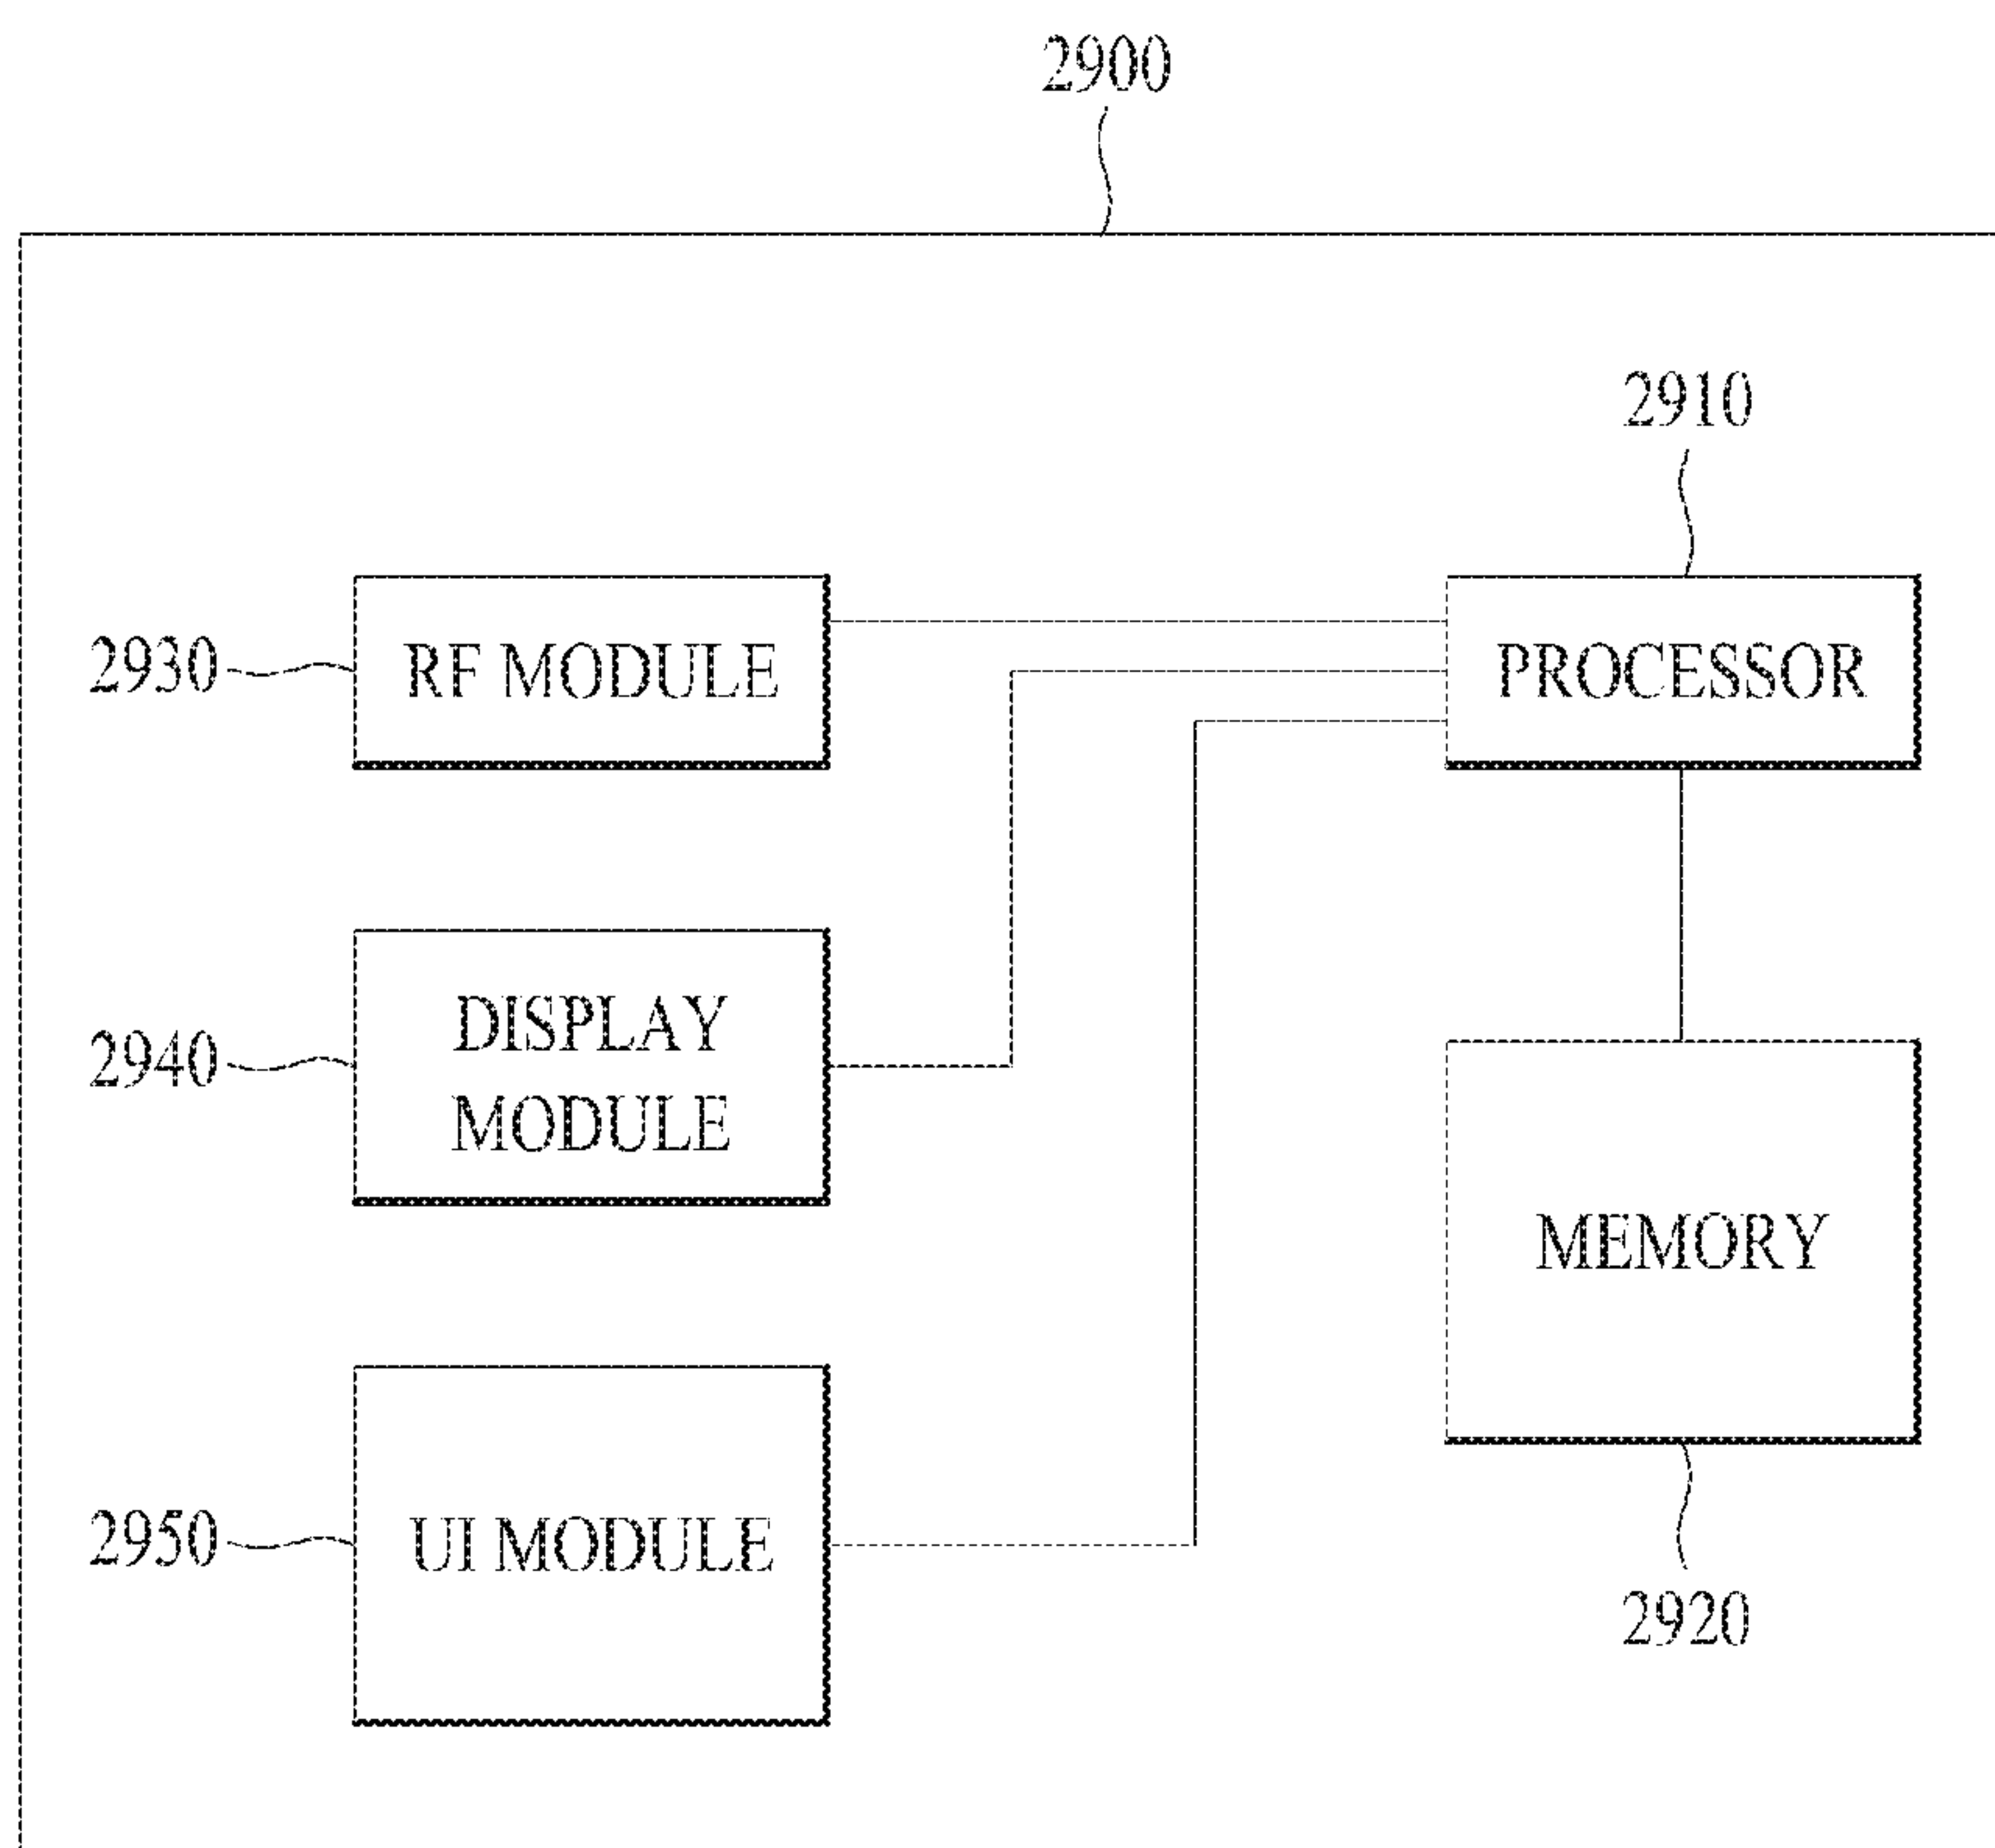 2900
2910
2930
RF MODULE
PROCESSOR
2940
DISPLAY
MODULE
MEMORY
2950
UI MODULE
2920